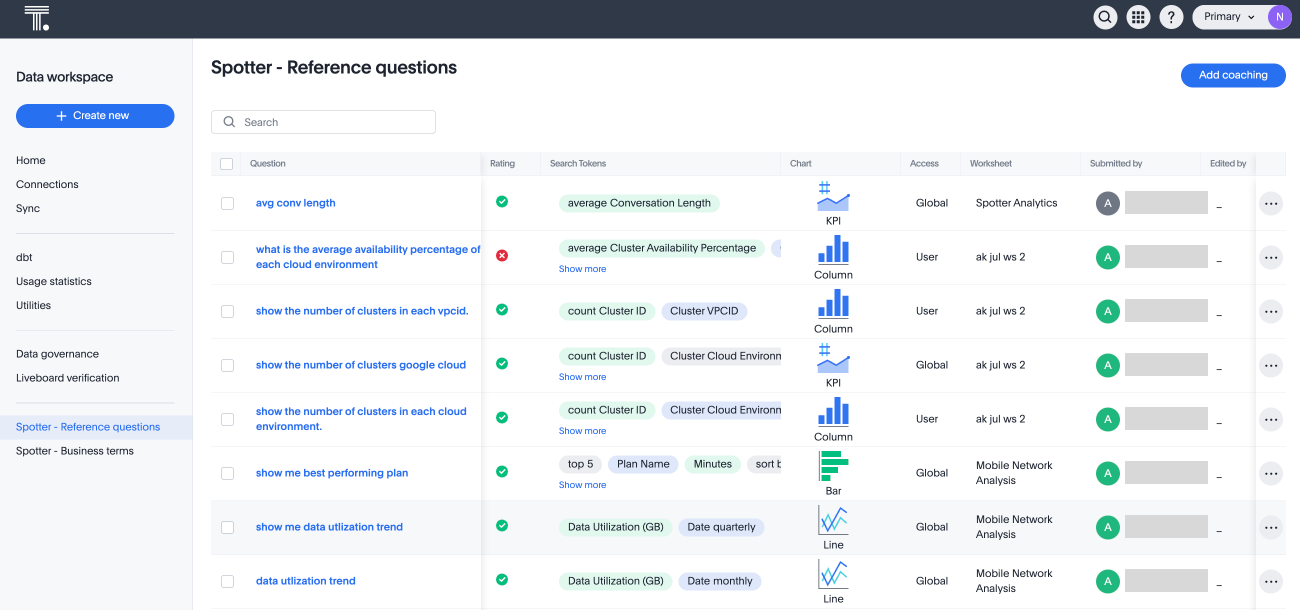 T.
?
Primary
N
Data workspace
+ Create new
Home
Connections
Sync
dbt
Usage statistics
Utilities
Data governance
Liveboard verification
Spotter - Reference questions
Spotter - Business terms
Spotter - Reference questions
Add coaching
Search
Question Rating Search Tokens Chart Access Worksheet Submitted by Edited by
avg conv length average Conversation Length KPI Global Spotter Analytics A _ ...
what is the average availability percentage of
each cloud environment
average Cluster Availability Percentage
Show more
Column User ak jul ws 2 A _ ...
show the number of clusters in each vpcid. count Cluster ID Cluster VPCID Column User ak jul ws 2 A _ ...
show the number of clusters google cloud count Cluster ID Cluster Cloud Environn
Show more
KPI Global ak jul ws 2 A _ ...
show the number of clusters in each cloud
environment.
count Cluster ID Cluster Cloud Environn
Show more
Column User ak jul ws 2 A _ ...
show me best performing plan top 5 Plan Name Minutes sort b
Show more
Bar Global Mobile Network
Analysis
A _ ...
show me data utlization trend Data Utilization (GB) Date quarterly Line Global Mobile Network
Analysis
A _ ...
data utlization trend Data Utilization (GB) Date monthly Line Global Mobile Network
Analysis
A _ ...